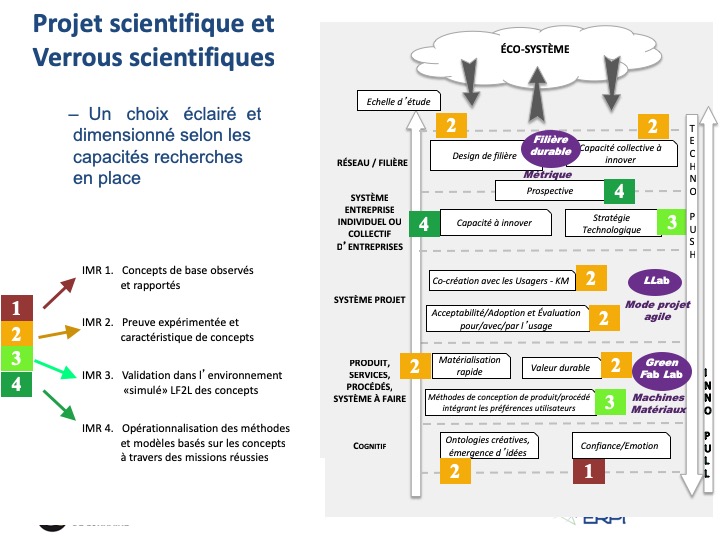 Projet scientifique et
Verrous scientifiques
– Un choix éclairé et
dimensionné selon les
capacités recherches
en place
IMR 1. Concepts de base observés
et rapportés
1
IMR 2. Preuve expérimentée et
caractéristique de concepts
2
3
IMR 3. Validation dans l'environnement
«simulé» LF2L des concepts
4
IMR 4. Opérationnalisation des méthodes
et modèles basés sur les concepts
à travers des missions réussies
ÉCO-SYSTÈME
Echelle d'étude
2
2
RÉSEAU / FILIÈRE
Design de filière
Filière
durable
Capacité collective à
innover
Métrique
Prospective
4
SYSTÈME
ENTREPRISE
INDIVIDUEL OU
COLLECTIF
D'ENTREPRISES
4
Capacité à innover
Stratégie
Technologique
3
SYSTÈME PROJET
Co-création avec les Usagers - KM
2
LLab
Mode projet
agile
Acceptabilité/Adoption et Évaluation
pour/avec/par l'usage
2
PRODUIT,
SERVICES,
PROCÉDÉS,
SYSTÈME À FAIRE
2
Matérialisation
rapide
Valeur durable
2
Green
Fab Lab
Machines
Matériaux
Méthodes de conception de produit/procédé
intégrant les préférences utilisateurs
3
COGNITIF
Ontologies créatives,
émergence d'idées
2
Confiance/Emotion
1
TECHNO PUSH
INNO PULL
ERPI